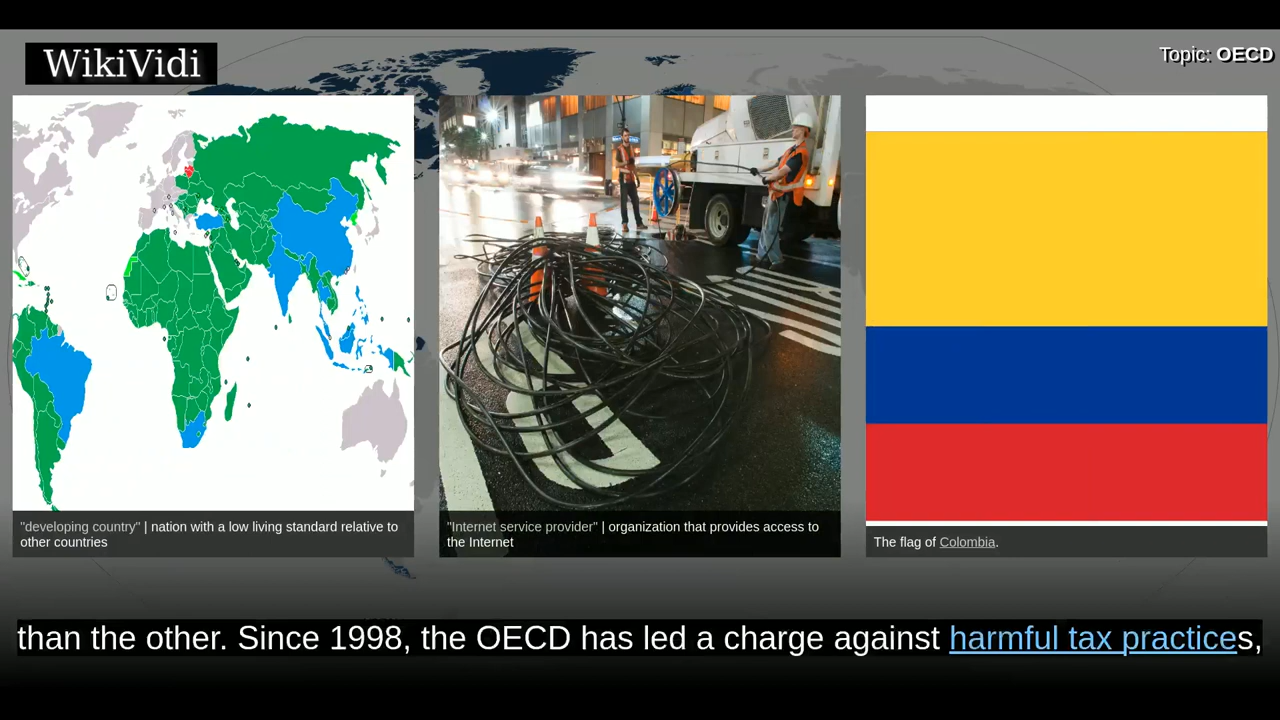 WikiVidi
Topic: OECD
"developing country" | nation with a low living standard relative to
other countries
"Internet service provider" | organization that provides access to
the Internet
The flag of Colombia.
than the other. Since 1998, the OECD has led a charge against harmful tax practices,